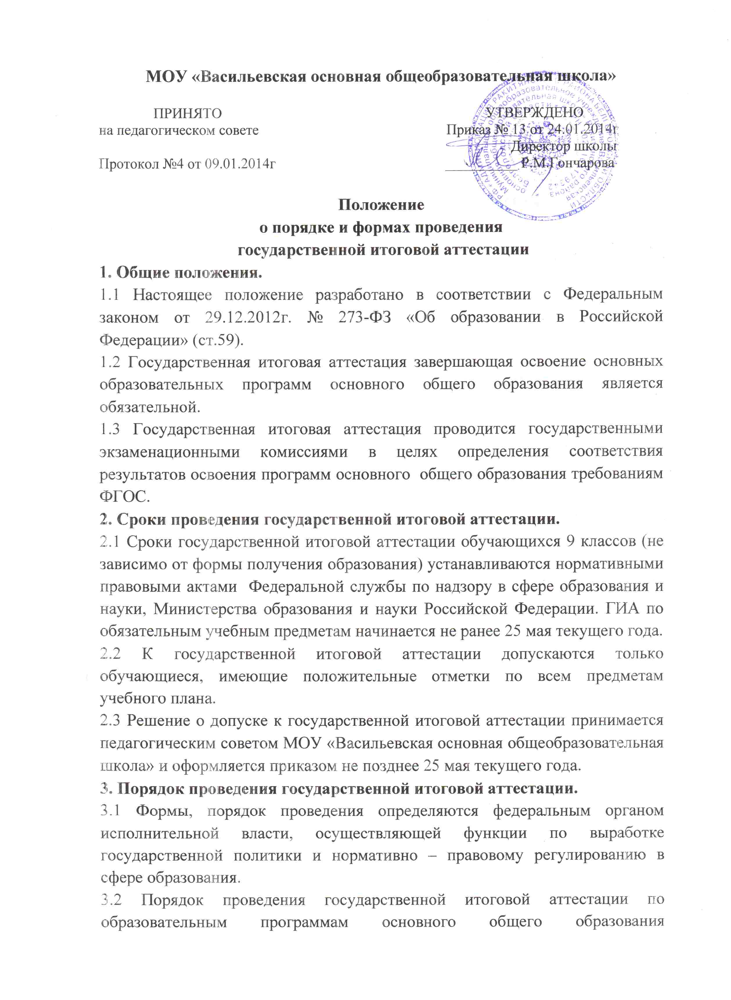 МОУ «Васильевская основная общеобразовательная школа»
ПРИНЯТО
на педагогическом совете
Протокол №4 от 09.01.2014г
УТВЕРЖДЕНО
Приказ № 13 от 24.01.2014г
Директор школы
Р.М.Гончарова
Положение
о порядке и формах проведения
государственной итоговой аттестации
1. Общие положения.
1.1 Настоящее положение разработано в соответствии с Федеральным
законом от 29.12.2012г. № 273-ФЗ «Об образовании в Российской
Федерации» (ст.59).
1.2 Государственная итоговая аттестация завершающая освоение основных
образовательных программ основного общего образования является
обязательной.
1.3 Государственная итоговая аттестация проводится государственными
экзаменационными комиссиями в целях определения соответствия
результатов освоения программ основного общего образования требованиям
ФГОС.
2. Сроки проведения государственной итоговой аттестации.
2.1 Сроки государственной итоговой аттестации обучающихся 9 классов (не
зависимо от формы получения образования) устанавливаются нормативными
правовыми актами Федеральной службы по надзору в сфере образования и
науки, Министерства образования и науки Российской Федерации. ГИА по
обязательным учебным предметам начинается не ранее 25 мая текущего года.
2.2 К государственной итоговой аттестации допускаются только
обучающиеся, имеющие положительные отметки по всем предметам
учебного плана.
2.3 Решение о допуске к государственной итоговой аттестации принимается
педагогическим советом МОУ «Васильевская основная общеобразовательная
школа» и оформляется приказом не позднее 25 мая текущего года.
3. Порядок проведения государственной итоговой аттестации.
3.1 Формы, порядок проведения определяются федеральным органом
исполнительной власти, осуществляющей функции по выработке
государственной политики и нормативно – правовому регулированию в
сфере образования.
3.2 Порядок проведения государственной итоговой аттестации по
образовательным программам основного общего образования